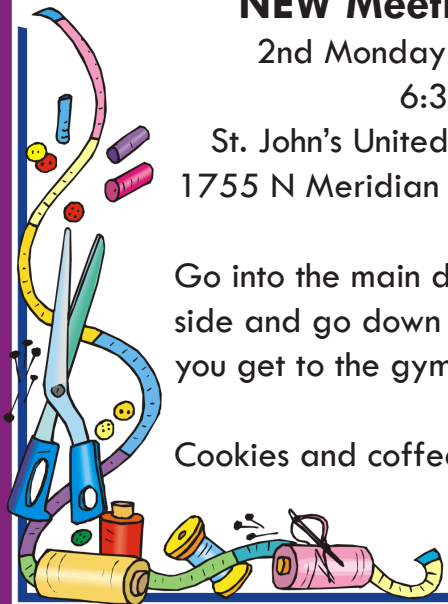 NEW Meeti
2nd Monday
6:3
St. John's United
1755 N Meridian
Go into the main d
side and go down
you get to the gym
Cookies and coffee